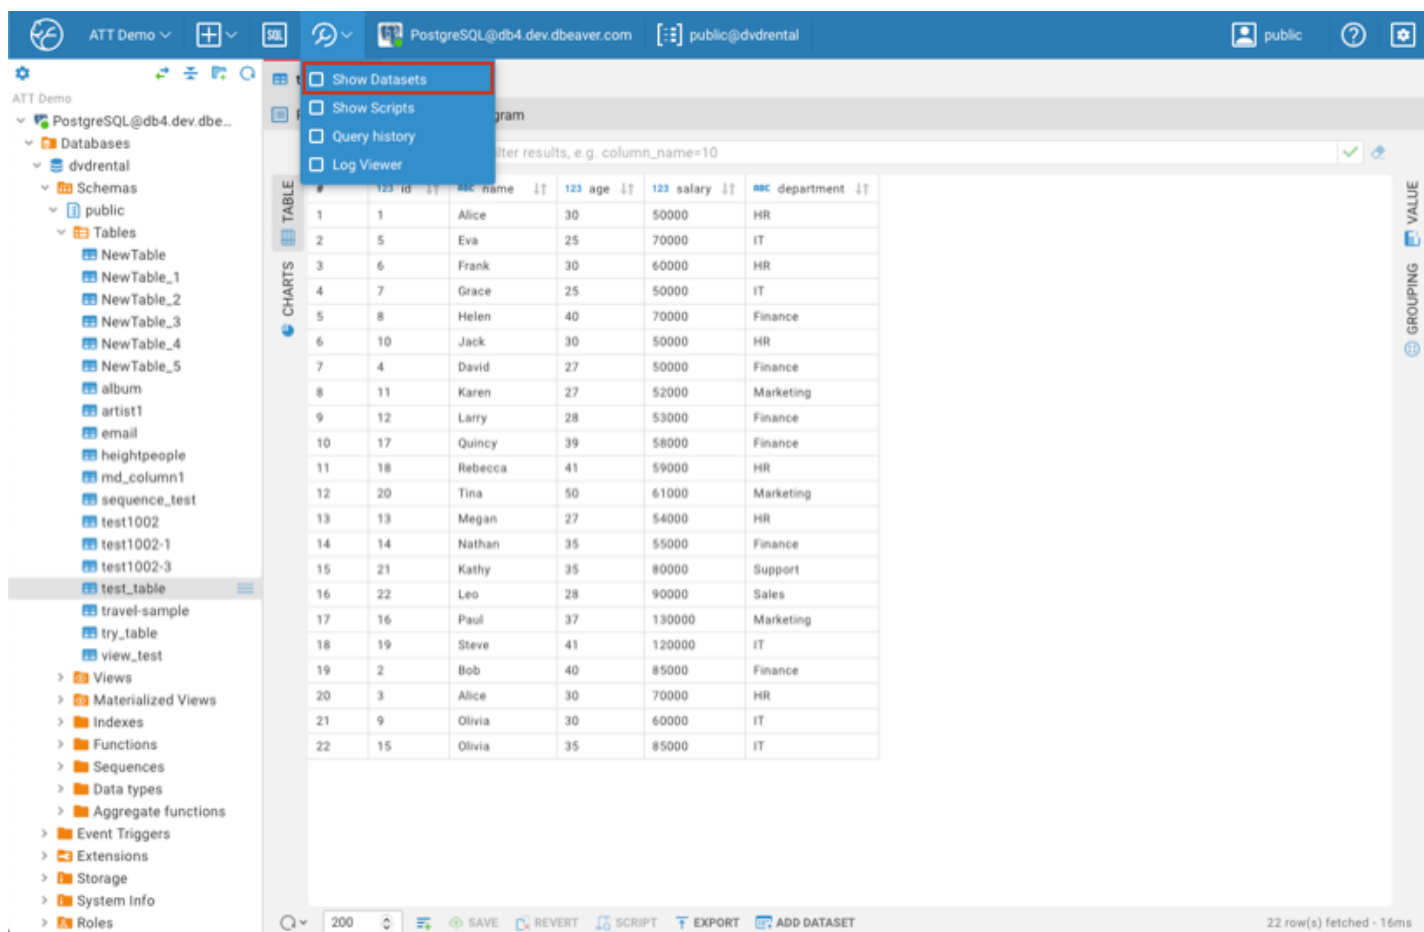 ATT Demo SQL PostgreSQL@db4.dev.dbeaver.com public@dvdrental public
Show Datasets
Show Scripts
Query history
Log Viewer
ATT Demo
PostgreSQL@db4.dev.dbe...
Databases
dvdrental
Schemas
public
Tables
NewTable
NewTable_1
NewTable_2
NewTable_3
NewTable_4
NewTable_5
album
artist1
email
heightpeople
md_column1
sequence_test
test1002
test1002-1
test1002-3
test_table
travel-sample
try_table
view_test
Views
Materialized Views
Indexes
Functions
Sequences
Data types
Aggregate functions
Event Triggers
Extensions
Storage
System Info
Roles
gram
results, e.g. column_name=10
TABLE
CHARTS
# 123 id ABC name 123 age 123 salary ABC department
1 1 Alice 30 50000 HR
2 5 Eva 25 70000 IT
3 6 Frank 30 60000 HR
4 7 Grace 25 50000 IT
5 8 Helen 40 70000 Finance
6 10 Jack 30 50000 HR
7 4 David 27 50000 Finance
8 11 Karen 27 52000 Marketing
9 12 Larry 28 53000 Finance
10 17 Quincy 39 58000 Finance
11 18 Rebecca 41 59000 HR
12 20 Tina 50 61000 Marketing
13 13 Megan 27 54000 HR
14 14 Nathan 35 55000 Finance
15 21 Kathy 35 80000 Support
16 22 Leo 28 90000 Sales
17 16 Paul 37 130000 Marketing
18 19 Steve 41 120000 IT
19 2 Bob 40 85000 Finance
20 3 Alice 30 70000 HR
21 9 Olivia 30 60000 IT
22 15 Olivia 35 85000 IT
VALUE
GROUPING
200 SAVE REVERT SCRIPT EXPORT ADD DATASET 22 row(s) fetched - 16ms